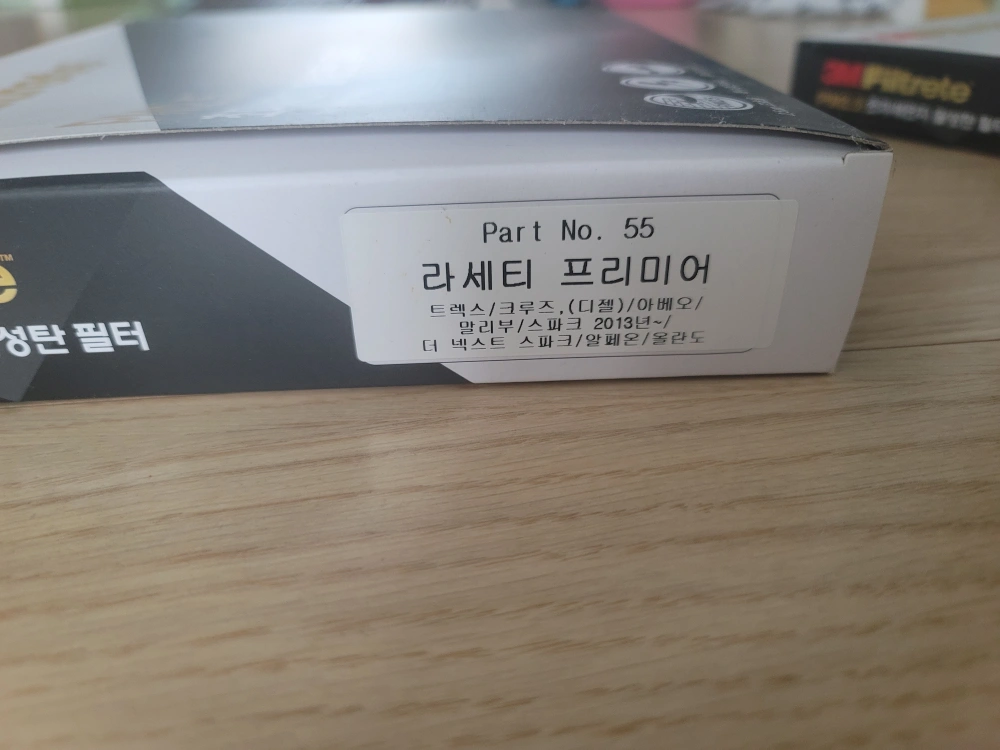 3M Filtrete
e™
성탄 필터
Part No. 55
라세티 프리미어
트렉스/크루즈,(디젤)/아베오/
말리부/스파크 2013년~/
더 넥스트 스파크/알페온/올란도